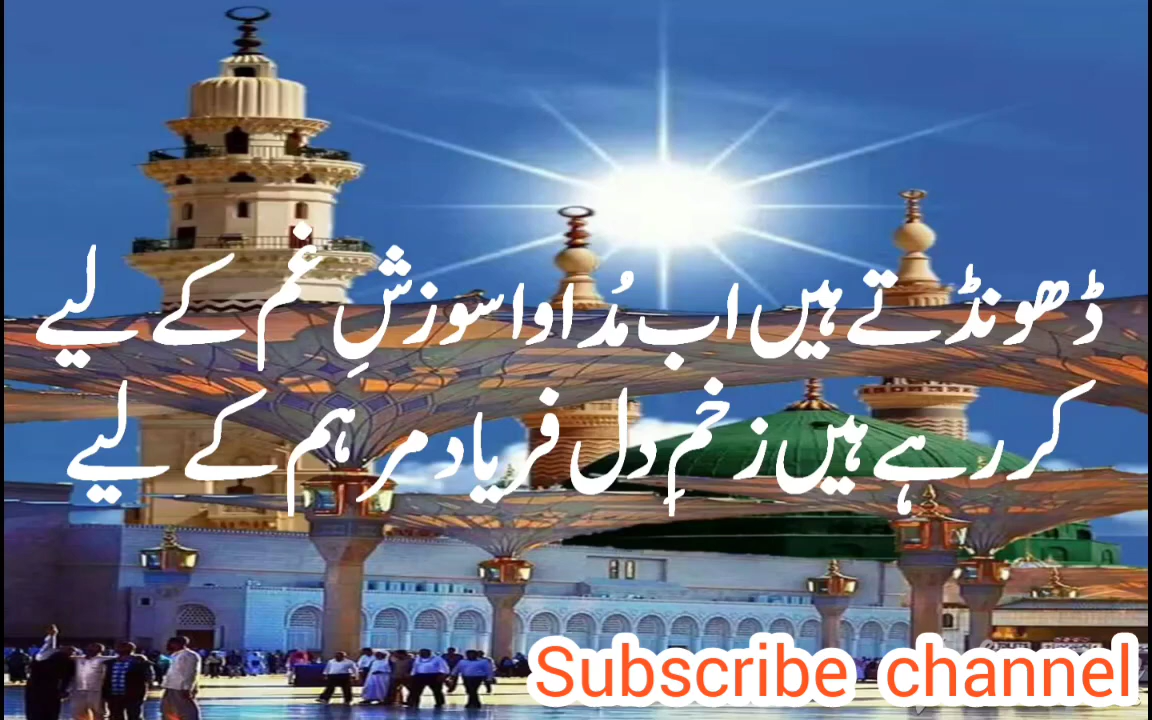 ڈھونڈتے ہیں اب مُداوا سوزشِ غم کے لیے
کر رہے ہیں زخمِ دل فریاد مرہم کے لیے
Subscribe channel